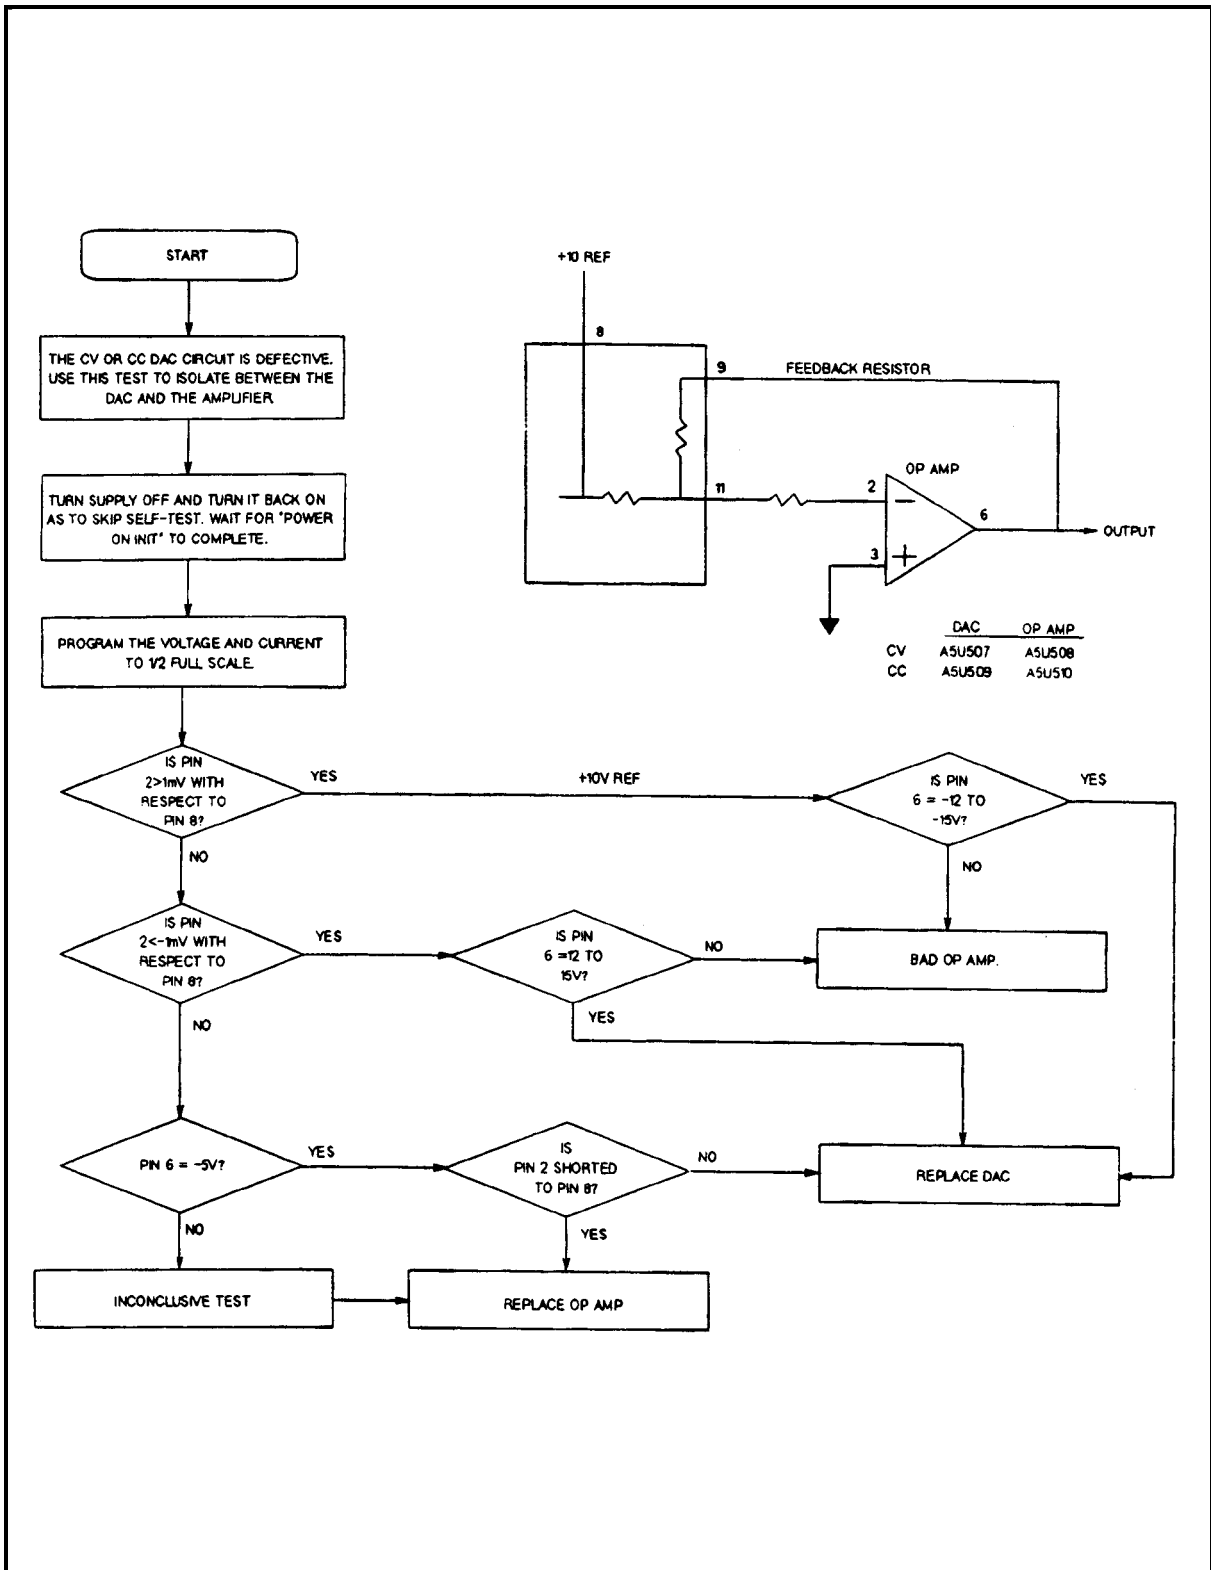 START
THE CV OR CC DAC CIRCUIT IS DEFECTIVE.
USE THIS TEST TO ISOLATE BETWEEN THE
DAC AND THE AMPLIFIER.
TURN SUPPLY OFF AND TURN IT BACK ON
AS TO SKIP SELF-TEST. WAIT FOR "POWER
ON INIT" TO COMPLETE.
PROGRAM THE VOLTAGE AND CURRENT
TO 1/2 FULL SCALE.
+10 REF
8
9
FEEDBACK RESISTOR
11
OP AMP
2
6
3
OUTPUT
DAC OP AMP
CV A5U507 A5U508
CC A5U509 A5U510
IS PIN
2>1mV WITH
RESPECT TO
PIN 8?
YES
+10V REF
IS PIN
6 = -12 TO
-15V?
YES
NO
NO
IS PIN
2<-1mV WITH
RESPECT TO
PIN 8?
YES
IS PIN
6 =12 TO
15V?
NO
BAD OP AMP.
NO
YES
PIN 6 = -5V?
YES
IS
PIN 2 SHORTED
TO PIN 8?
NO
REPLACE DAC
NO
YES
INCONCLUSIVE TEST
REPLACE OP AMP